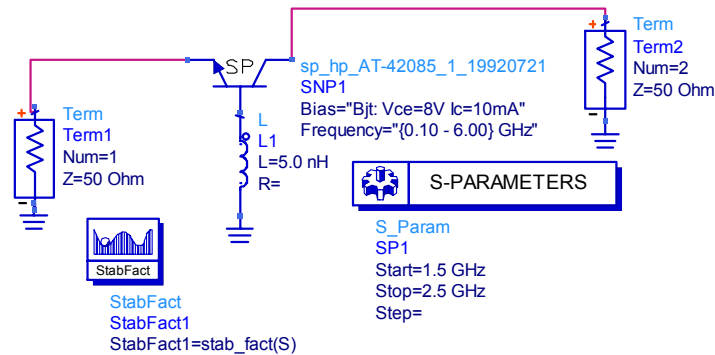 Term
Term1
Num=1
Z=50 Ohm
SP
sp_hp_AT-42085_1_19920721
SNP1
Bias="Bjt: Vce=8V Ic=10mA"
Frequency="{0.10 - 6.00} GHz"
Term
Term2
Num=2
Z=50 Ohm
L
L1
L=5.0 nH
R=
S-PARAMETERS
S_Param
SP1
Start=1.5 GHz
Stop=2.5 GHz
Step=
StabFact
StabFact
StabFact1
StabFact1=stab_fact(S)